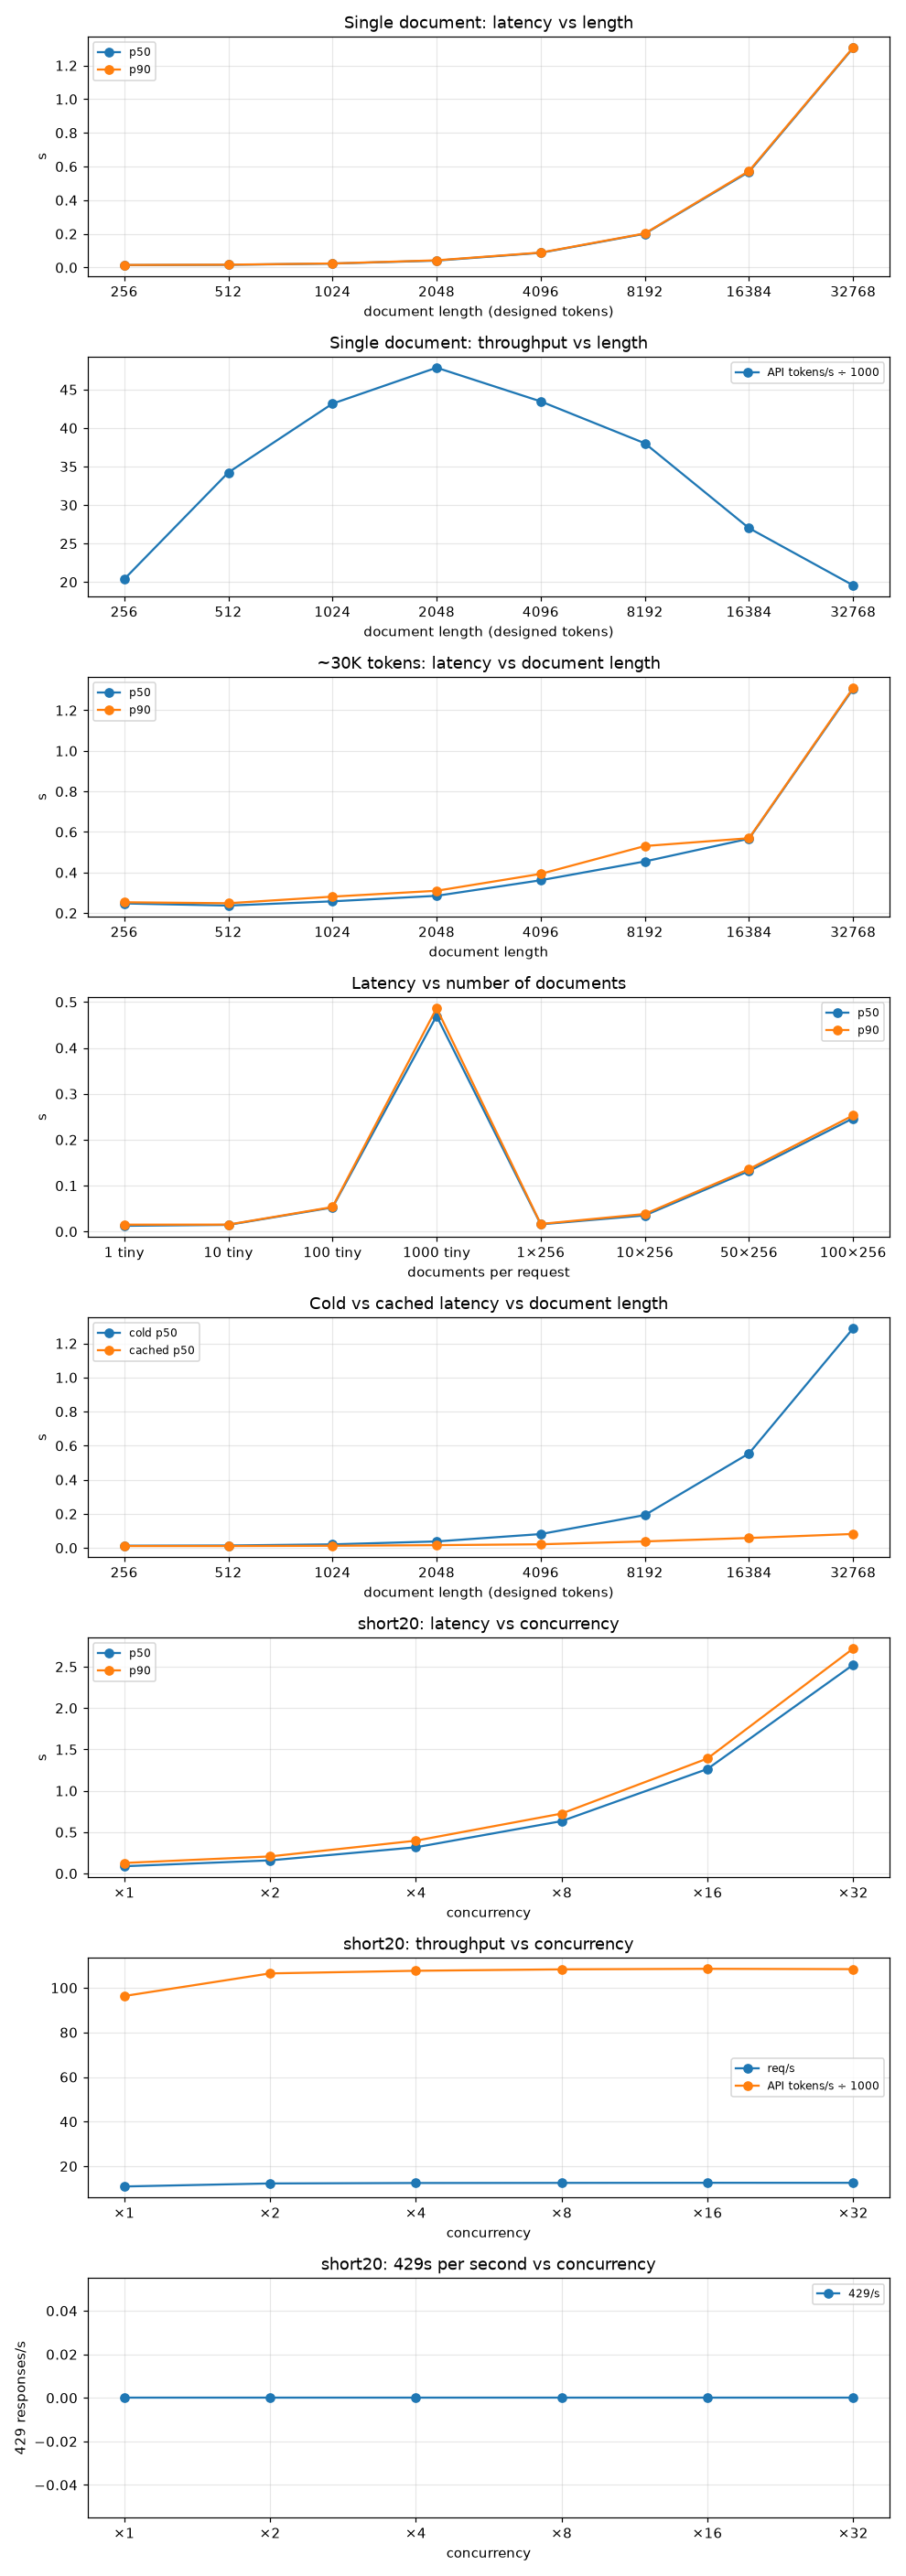 Single document: latency vs length
p50
p90
1.2
1.0
0.8
0.6
0.4
0.2
0.0
s
256 512 1024 2048 4096 8192 16384 32768
document length (designed tokens)
Single document: throughput vs length
API tokens/s ÷ 1000
45
40
35
30
25
20
256 512 1024 2048 4096 8192 16384 32768
document length (designed tokens)
~30K tokens: latency vs document length
p50
p90
1.2
1.0
0.8
0.6
0.4
0.2
s
256 512 1024 2048 4096 8192 16384 32768
document length
Latency vs number of documents
p50
p90
0.5
0.4
0.3
0.2
0.1
0.0
s
1 tiny 10 tiny 100 tiny 1000 tiny 1×256 10×256 50×256 100×256
documents per request
Cold vs cached latency vs document length
cold p50
cached p50
1.2
1.0
0.8
0.6
0.4
0.2
0.0
s
256 512 1024 2048 4096 8192 16384 32768
document length (designed tokens)
short20: latency vs concurrency
p50
p90
2.5
2.0
1.5
1.0
0.5
0.0
s
×1 ×2 ×4 ×8 ×16 ×32
concurrency
short20: throughput vs concurrency
100
80
60
40
20
req/s
API tokens/s ÷ 1000
×1 ×2 ×4 ×8 ×16 ×32
concurrency
short20: 429s per second vs concurrency
429/s
0.04
0.02
0.00
−0.02
−0.04
429 responses/s
×1 ×2 ×4 ×8 ×16 ×32
concurrency